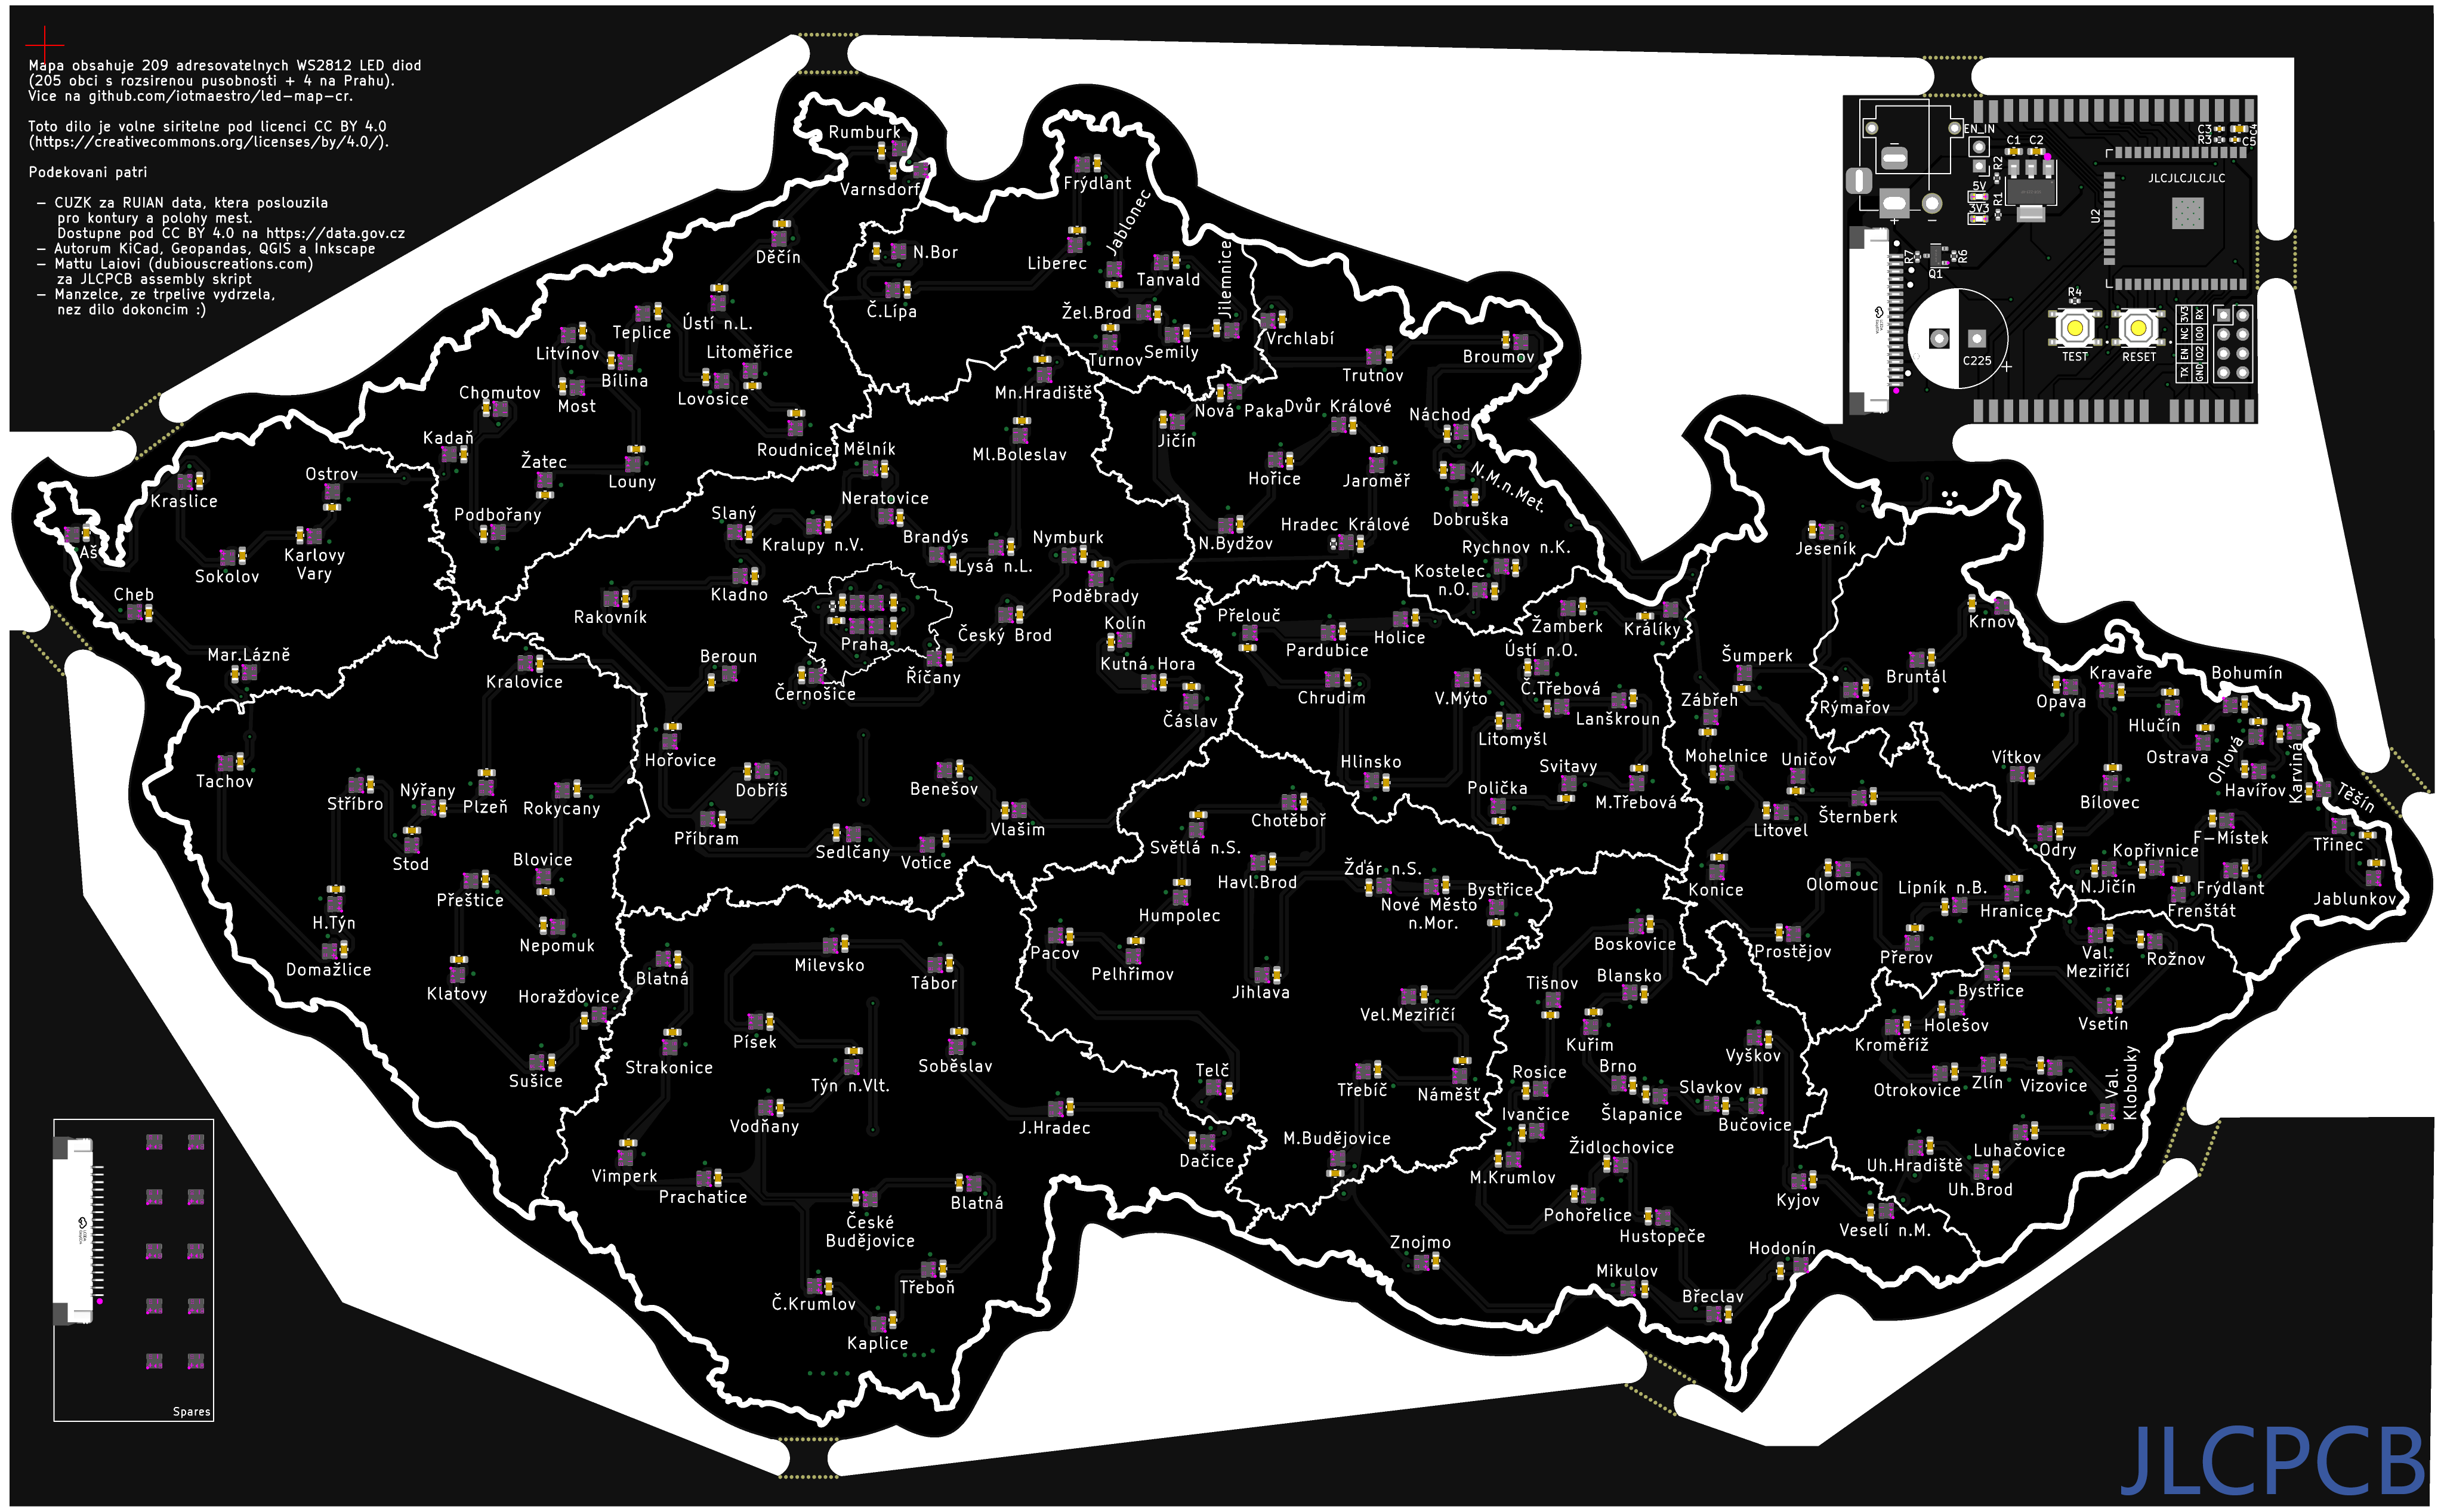 Mapa obsahuje 209 adresovatelnych WS2812 LED diod
(205 obci s rozsirenou pusobnosti + 4 na Prahu).
Vice na github.com/iotmaestro/led-map-cr.
Toto dilo je volne siritelne pod licenci CC BY 4.0
(https://creativecommons.org/licenses/by/4.0/).
Podekovani patri
– CUZK za RUIAN data, ktera poslouzila
pro kontury a polohy mest.
Dostupne pod CC BY 4.0 na https://data.gov.cz
– Autorum KiCad, Geopandas, QGIS a Inkscape
– Mattu Laiovi (dubiouscreations.com)
za JLCPCB assembly skript
– Manzelce, ze trpelive vydrzela,
nez dilo dokoncim :)
EN_IN
C1
C2
C3
R3
C4
C5
R2
R1
5V
3V3
+
–
U2
JLCJLCJLCJLC
R7
Q1
R6
C225
+
R4
TEST
RESET
TX EN NC 3V3
GND IO2 IO0 RX
Rumburk
Varnsdorf
Frýdlant
Jablonec
Děčín
N.Bor
Liberec
Tanvald
Jilemnice
Č.Lípa
Žel.Brod
Teplice
Ústí n.L.
Litvínov
Litoměřice
Turnov
Semily
Vrchlabí
Broumov
Trutnov
Bílina
Chomutov
Most
Lovosice
Mn.Hradiště
Nová Paka
Dvůr Králové
Náchod
Kadaň
Roudnice
Mělník
Ml.Boleslav
Jičín
Ostrov
Žatec
Louny
Hořice
Jaroměř
N.M.n.Met.
Kraslice
Neratovice
Podbořany
Slaný
Dobruška
Hradec Králové
Aš
Karlovy
Vary
Kralupy n.V.
Brandýs
Nymburk
N.Bydžov
Rychnov n.K.
Jeseník
Sokolov
Lysá n.L.
Kostelec
n.O.
Cheb
Kladno
Poděbrady
Rakovník
Přelouč
Žamberk
Králíky
Krnov
Praha
Český Brod
Kolín
Pardubice
Holice
Ústí n.O.
Mar.Lázně
Kralovice
Beroun
Kutná Hora
Šumperk
Říčany
Černošice
Chrudim
V.Mýto
Č.Třebová
Bruntál
Kravaře
Bohumín
Čáslav
Lanškroun
Zábřeh
Rýmařov
Opava
Hlučín
Litomyšl
Ostrava
Orlová
Karviná
Hořovice
Mohelnice
Uničov
Vítkov
Tachov
Hlinsko
Svitavy
Havířov
Těšín
Stříbro
Nýřany
Plzeň
Rokycany
Dobříš
Benešov
Polička
M.Třebová
Bílovec
Litovel
Šternberk
Příbram
Vlašim
Chotěboř
F-Místek
Třinec
Sedlčany
Votice
Světlá n.S.
Odry
Stod
Blovice
Havl.Brod
Žďár n.S.
Kopřivnice
Přeštice
Konice
Olomouc
Lipník n.B.
N.Jičín
Frýdlant
Bystřice
Nové Město
n.Mor.
Hranice
Frenštát
Jablunkov
H.Týn
Humpolec
Nepomuk
Boskovice
Prostějov
Přerov
Val.
Meziříčí
Rožnov
Domažlice
Milevsko
Pacov
Pelhřimov
Blatná
Tábor
Jihlava
Blansko
Tišnov
Bystřice
Klatovy
Horažďovice
Vel.Meziříčí
Holešov
Vsetín
Písek
Kuřim
Vyškov
Kroměříž
Strakonice
Soběslav
Sušice
Týn n.Vlt.
Telč
Třebíč
Náměšť
Rosice
Brno
Slavkov
Otrokovice
Zlín
Vizovice
Val.
Klobouky
Ivančice
Šlapanice
Bučovice
Vodňany
J.Hradec
M.Budějovice
Dačice
Židlochovice
Luhačovice
Uh.Hradiště
Vimperk
M.Krumlov
Uh.Brod
Prachatice
Blatná
Kyjov
České
Budějovice
Pohořelice
Hustopeče
Veselí n.M.
Znojmo
Hodonín
Třeboň
Mikulov
Č.Krumlov
Břeclav
Kaplice
Spares
JLCPCB